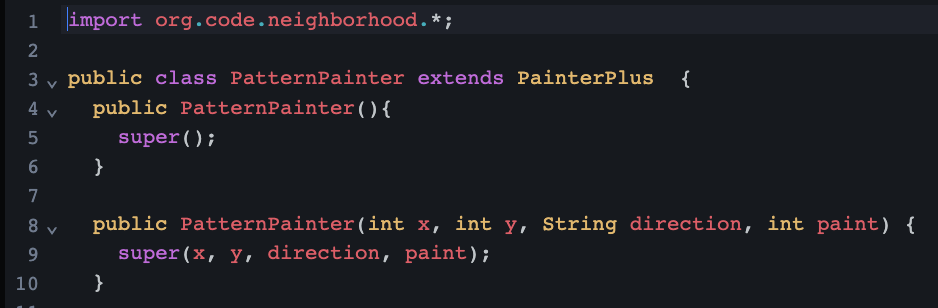 1 import org.code.neighborhood.*;
2
3 public class PatternPainter extends PainterPlus  {
4   public PatternPainter(){
5     super();
6   }
7
8   public PatternPainter(int x, int y, String direction, int paint) {
9     super(x, y, direction, paint);
10   }